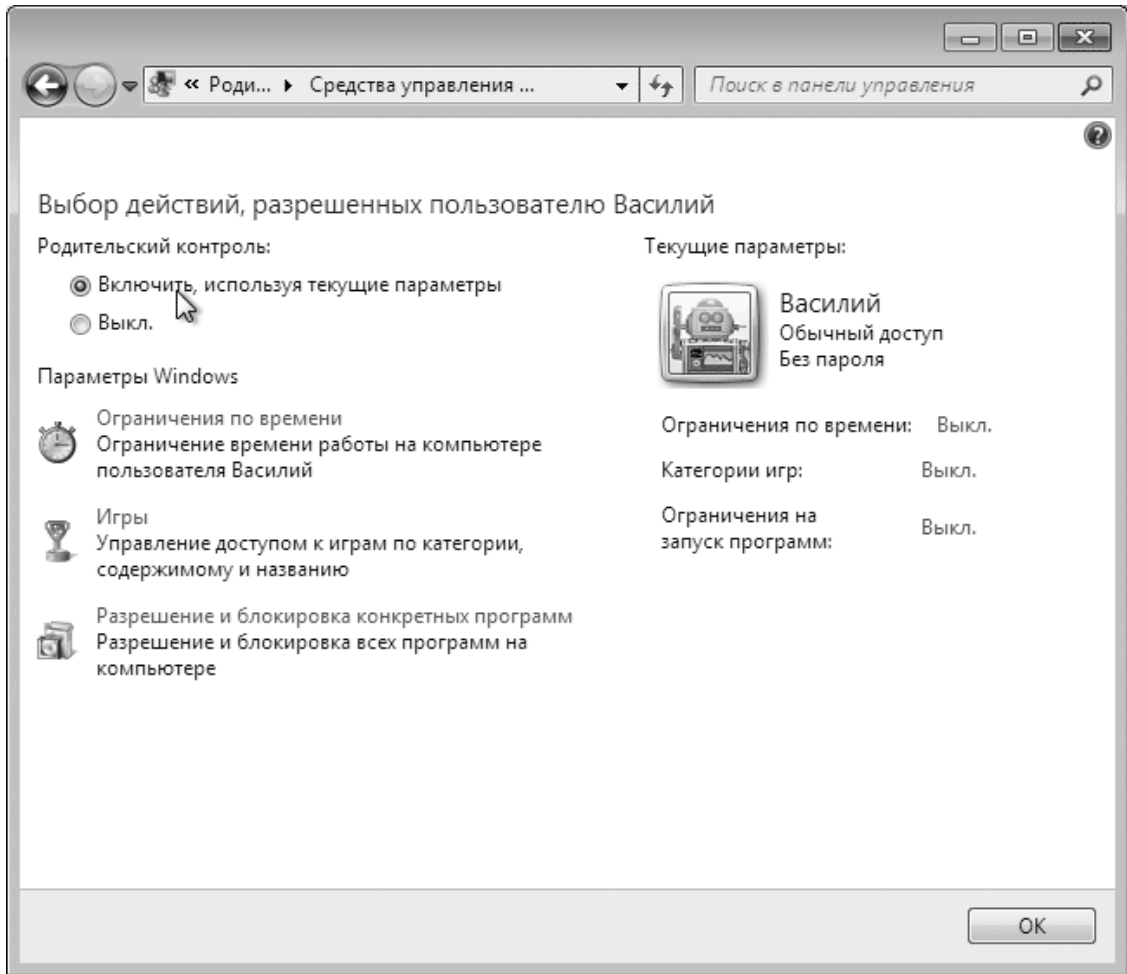 « Роди... Средства управления ... Поиск в панели управления
Выбор действий, разрешенных пользователю Василий
Родительский контроль:
Включить, используя текущие параметры
Выкл.
Параметры Windows
Ограничения по времени
Ограничение времени работы на компьютере
пользователя Василий
Игры
Управление доступом к играм по категории,
содержимому и названию
Разрешение и блокировка конкретных программ
Разрешение и блокировка всех программ на
компьютере
Текущие параметры:
Василий
Обычный доступ
Без пароля
Ограничения по времени: Выкл.
Категории игр: Выкл.
Ограничения на
запуск программ: Выкл.
OK